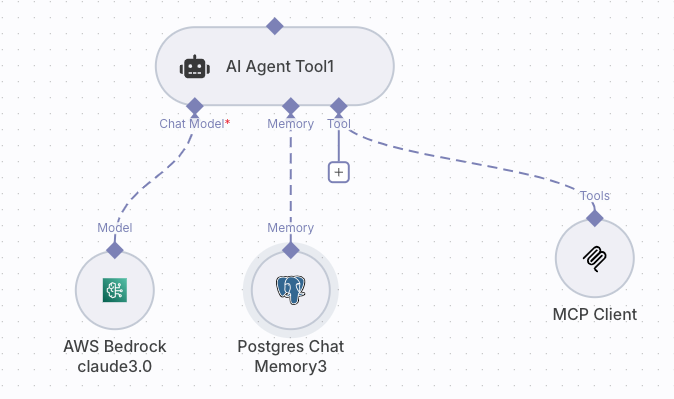 AI Agent Tool1
Chat Model*
Memory
Tool
+
Tools
Model
Memory
MCP Client
AWS Bedrock
claude3.0
Postgres Chat
Memory3